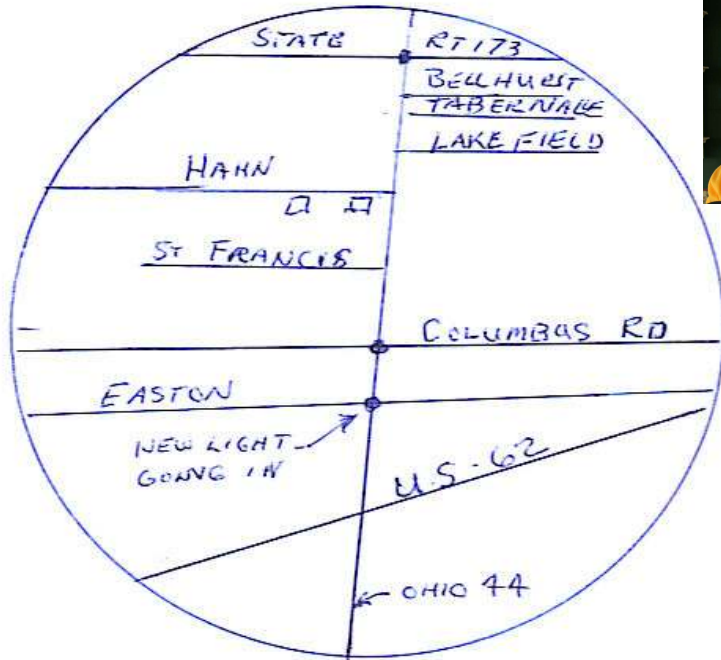 STATE RT 173
BELLHURST
TABERNALE
LAKE FIELD
HAHN
ST FRANCIS
COLUMBUS RD
EASTON
NEW LIGHT
GOING IN
U.S-62
OHIO 44